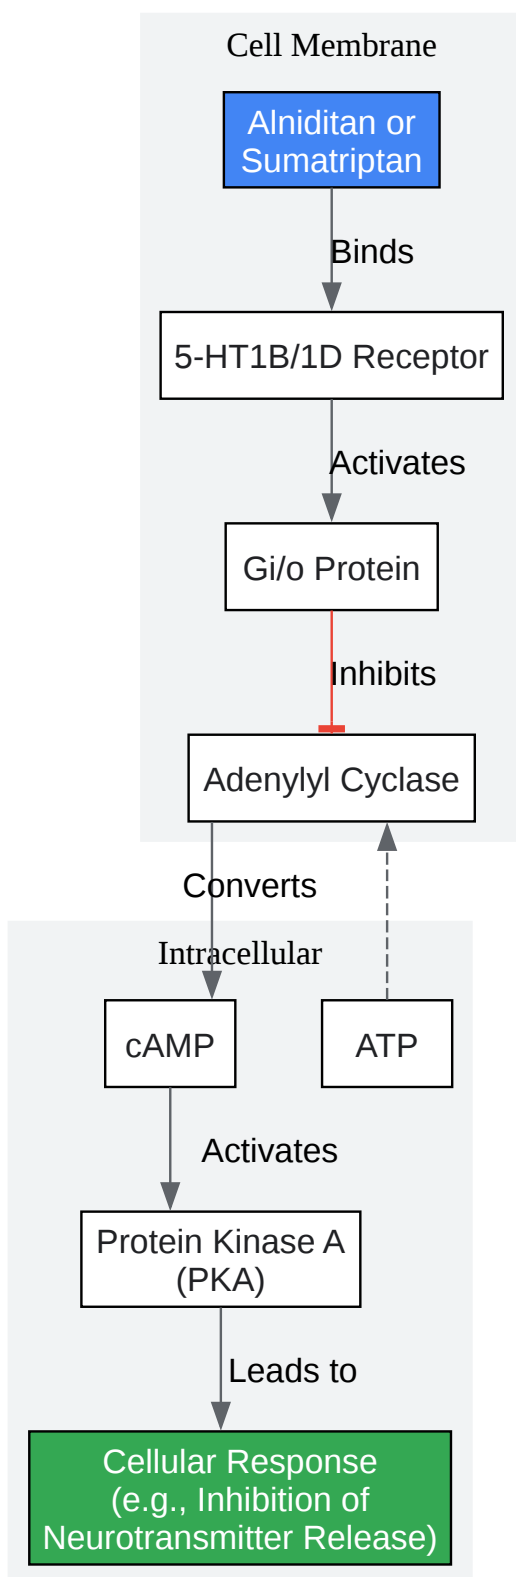 Cell Membrane
Alniditan or
Sumatriptan
Binds
5-HT1B/1D Receptor
Activates
Gi/o Protein
Inhibits
Adenylyl Cyclase
Converts
Intracellular
cAMP
ATP
Activates
Protein Kinase A
(PKA)
Leads to
Cellular Response
(e.g., Inhibition of
Neurotransmitter Release)